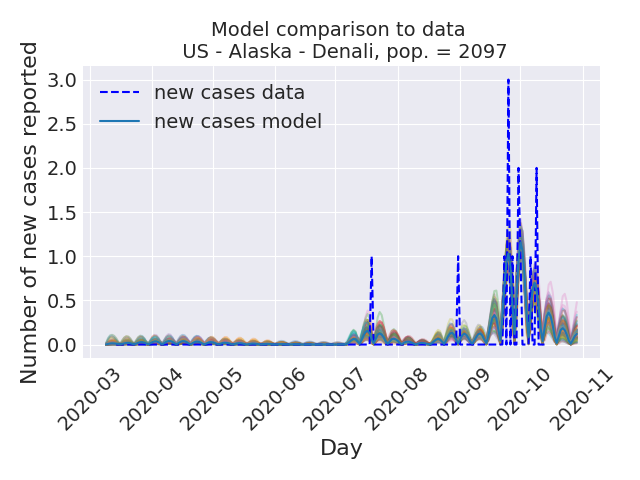 Model comparison to data
US - Alaska - Denali, pop. = 2097
Number of new cases reported
3.0
2.5
2.0
1.5
1.0
0.5
0.0
new cases data
new cases model
2020-03
2020-04
2020-05
2020-06
2020-07
2020-08
2020-09
2020-10
2020-11
Day